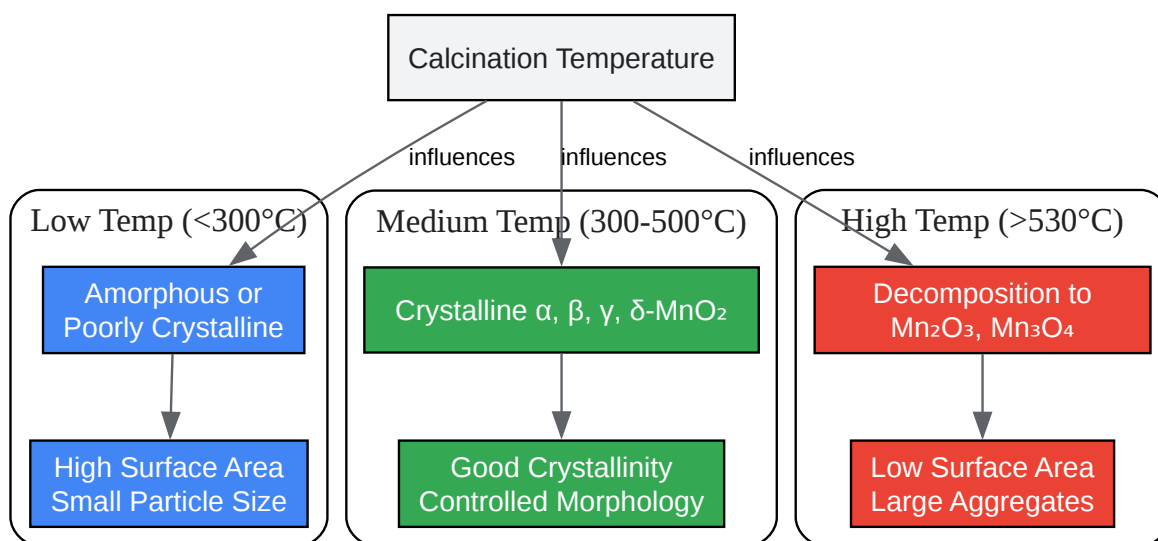 Calcination Temperature
influences
influences
influences
Low Temp (<300°C)
Medium Temp (300-500°C)
High Temp (>530°C)
Amorphous or
Poorly Crystalline
Crystalline α, β, γ, δ-MnO₂
Decomposition to
Mn₂O₃, Mn₃O₄
High Surface Area
Small Particle Size
Good Crystallinity
Controlled Morphology
Low Surface Area
Large Aggregates